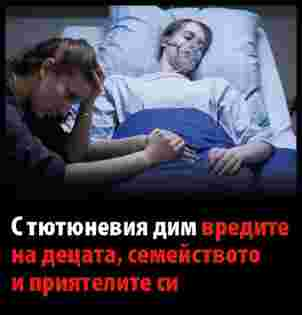 С тютюневия дим вредите
на децата, семейството
и приятелите си